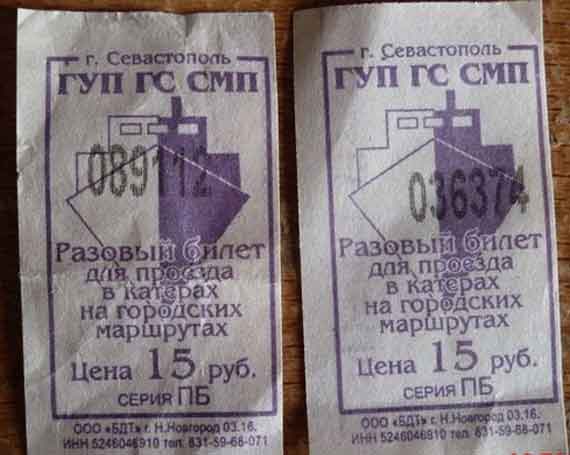 г. Севастополь
ГУП ГС СМП
089112
Разовый билет
для проезда
в катерах
на городских
маршрутах
Цена 15 руб.
СЕРИЯ ПБ
ООО «БДТ» г. Н.Новгород 03.16.
ИНН 5246046910 тел. 831-59-66-071
г. Севастополь
ГУП ГС СМП
036374
Разовый билет
для проезда
в катерах
на городских
маршрутах
Цена 15 руб.
СЕРИЯ ПБ
ООО «БДТ» г. Н.Новгород 03.16.
ИНН 5246046910 тел. 831-59-66-071